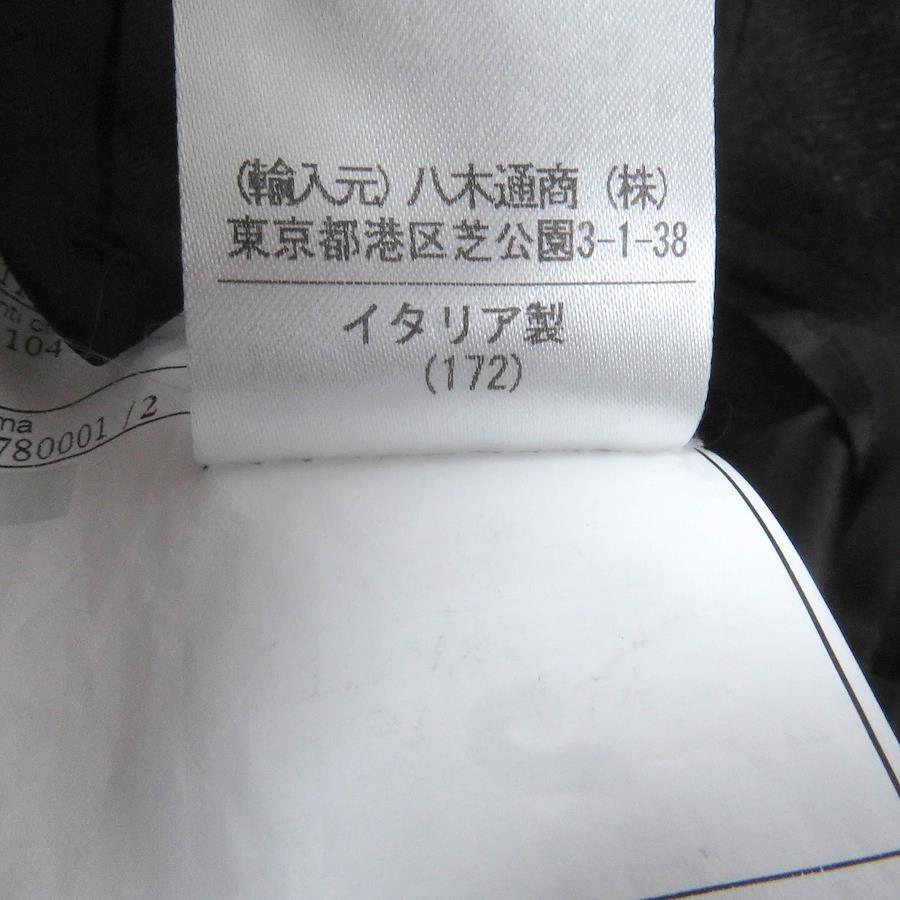 (輸入元) 八木通商 (株)
東京都港区芝公園3-1-38
イタリア製
(172)
104
780001 /2